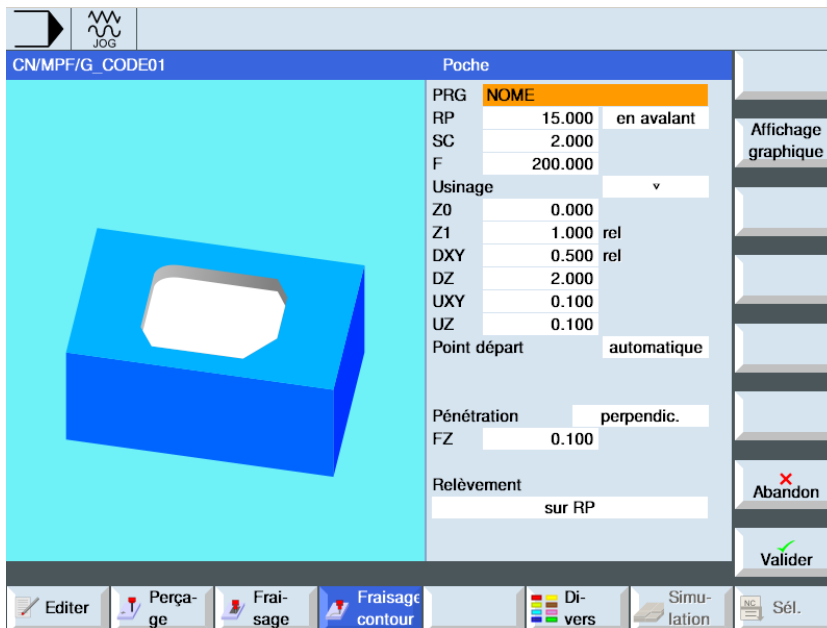 JOG
CN/MPF/G_CODE01
Poche
PRG NOME
RP 15.000 en avalant
SC 2.000
F 200.000
Usinage ▿
Z0 0.000
Z1 1.000 rel
DXY 0.500 rel
DZ 2.000
UXY 0.100
UZ 0.100
Point départ automatique
Pénétration perpendic.
FZ 0.100
Relèvement
sur RP
Affichage
graphique
Abandon
Valider
Editer
Perça-
ge
Frai-
sage
Fraisage
contour
Di-
vers
Simu-
lation
NC
Sél.